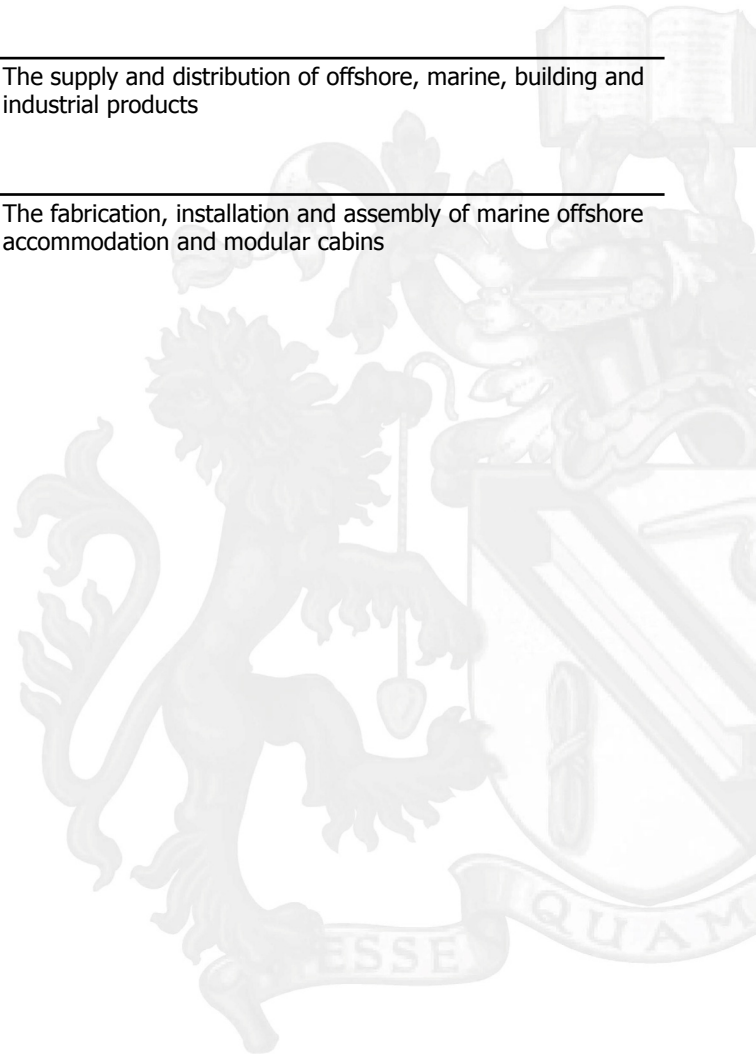 The supply and distribution of offshore, marine, building and
industrial products
The fabrication, installation and assembly of marine offshore
accommodation and modular cabins
ESSE
QUAM